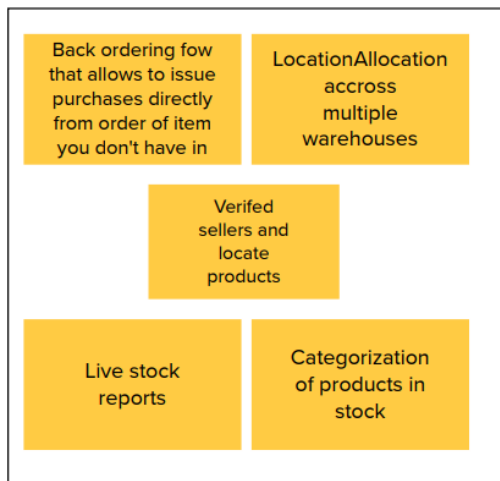 Back ordering fow
that allows to issue
purchases directly
from order of item
you don't have in
LocationAllocation
accross
multiple
warehouses
Verifed
sellers and
locate
products
Live stock
reports
Categorization
of products in
stock